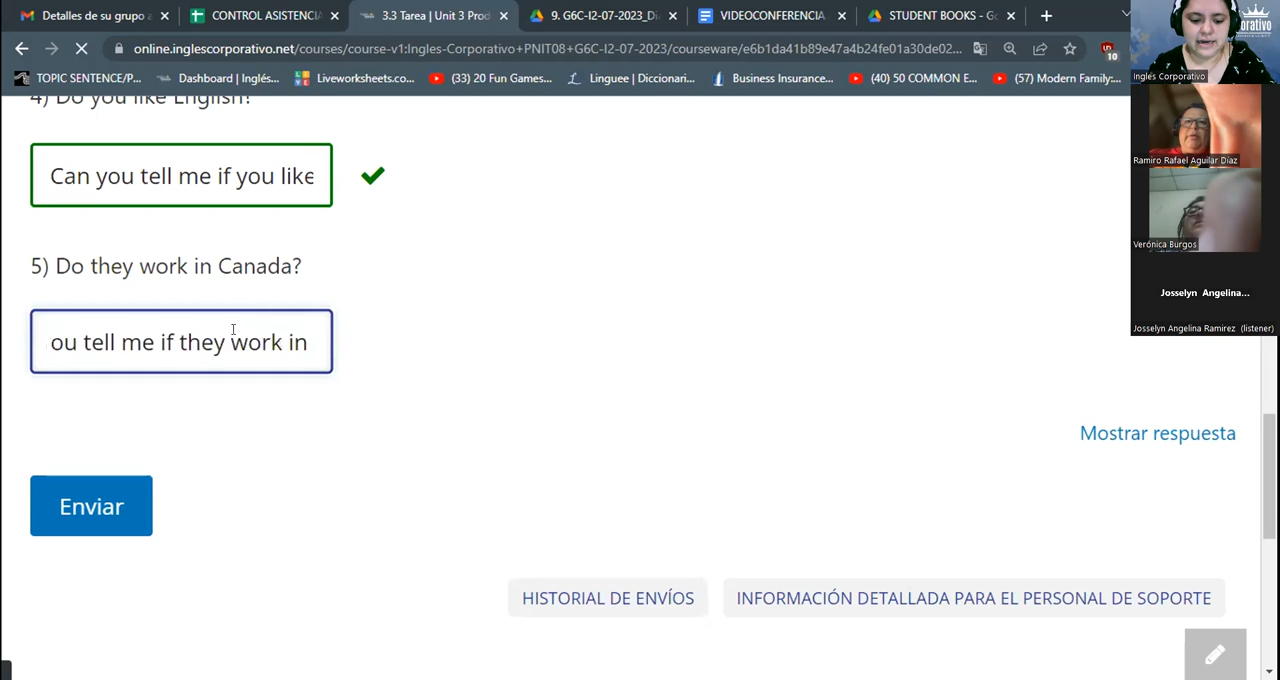 Detalles de su grupo a
CONTROL ASISTENCIA
3.3 Tarea | Unit 3 Prod
9. G6C-I2-07-2023_Di
VIDEOCONFERENCIA
STUDENT BOOKS - Go
online.inglescorporativo.net/courses/course-v1:Ingles-Corporativo+PNIT08+G6C-I2-07-2023/courseware/e6b1da41b89e47a4b24fe01a30de02...
10
TOPIC SENTENCE/P...
Dashboard | Inglés...
Liveworksheets.co...
(33) 20 Fun Games...
Linguee | Diccionari...
Business Insurance...
(40) 50 COMMON E...
(57) Modern Family:...
orativo
Inglés Corporativo
Ramiro Rafael Aguilar Díaz
Verónica Burgos
Josselyn Angelina...
Josselyn Angelina Ramirez (listener)
4) Do you like English?
Can you tell me if you like
5) Do they work in Canada?
ou tell me if they work in
Mostrar respuesta
Enviar
HISTORIAL DE ENVÍOS
INFORMACIÓN DETALLADA PARA EL PERSONAL DE SOPORTE